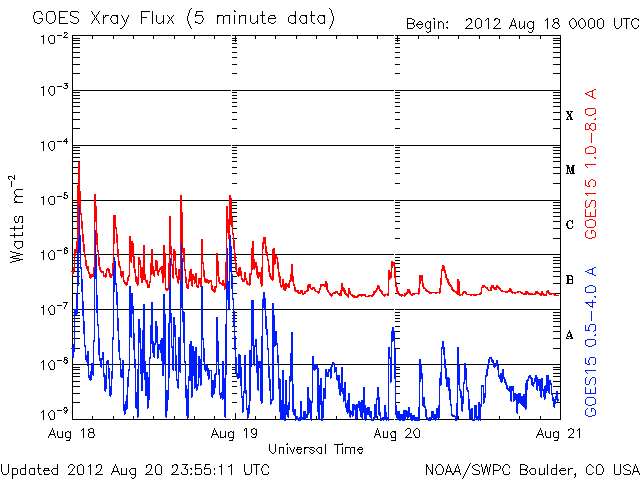 GOES Xray Flux (5 minute data)
Begin: 2012 Aug 18 0000 UTC
10⁻²
10⁻³
10⁻⁴
10⁻⁵
10⁻⁶
10⁻⁷
10⁻⁸
10⁻⁹
Watts m⁻²
X
M
C
B
A
GOES15 1.0–8.0 A
GOES15 0.5–4.0 A
Aug 18
Aug 19
Aug 20
Aug 21
Universal Time
Updated 2012 Aug 20 23:55:11 UTC
NOAA/SWPC Boulder, CO USA